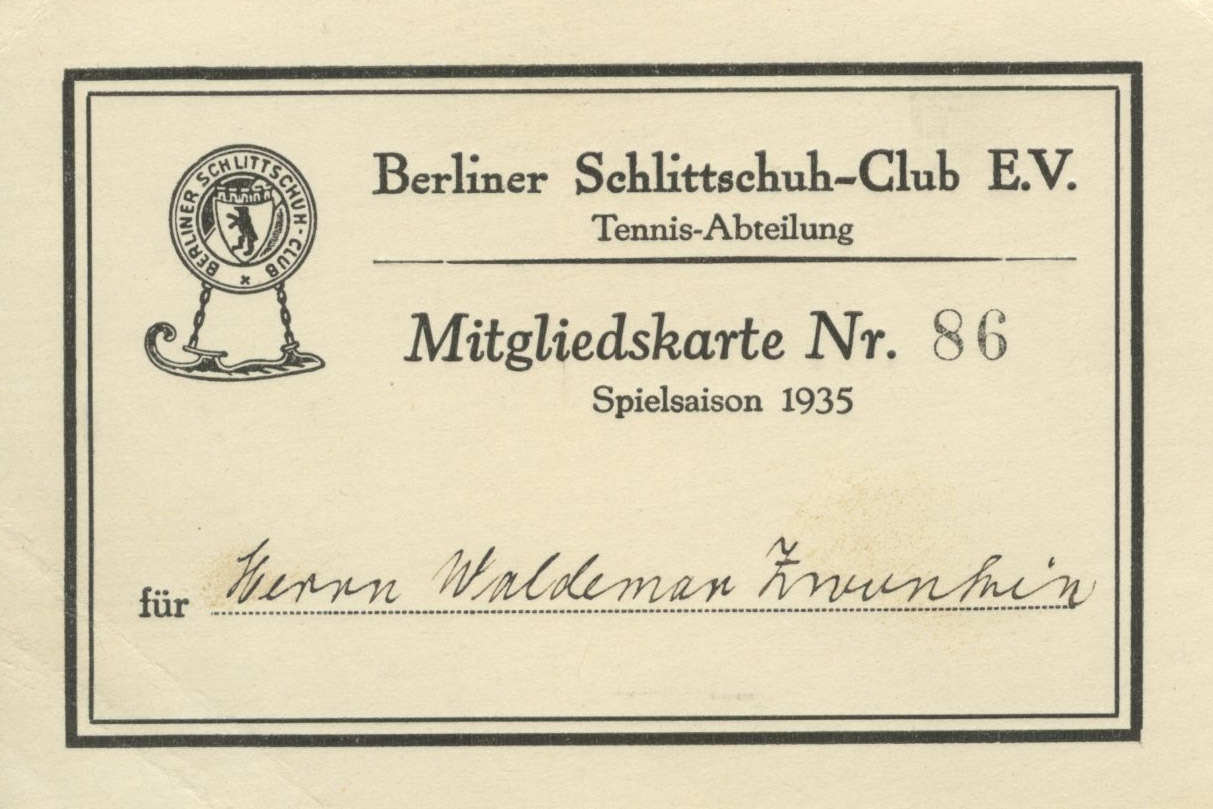 BERLINER SCHLITTSCHUH-CLUB
Berliner Schlittschuh-Club E.V.
Tennis-Abteilung
Mitgliedskarte Nr. 86
Spielsaison 1935
für Herrn Waldemar